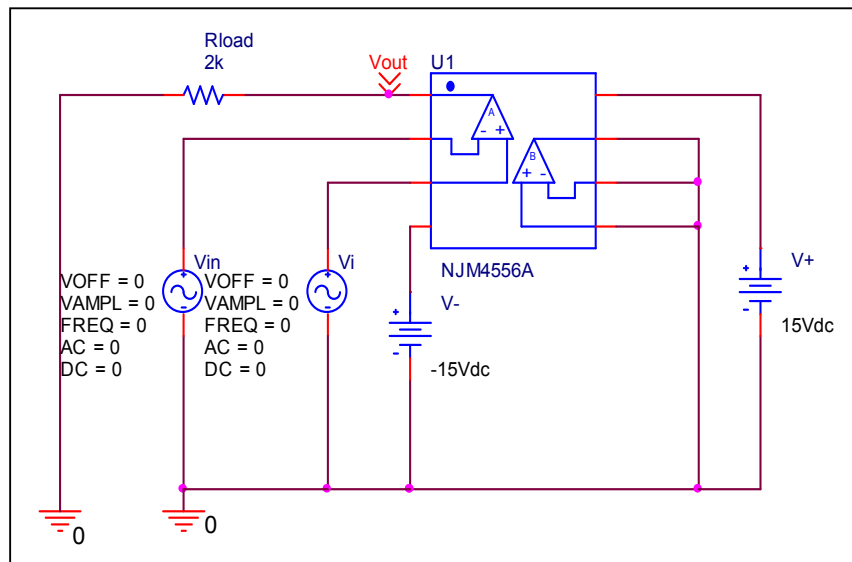 Rload
2k
Vout
U1
A
- +
B
+ -
NJM4556A
Vin
VOFF = 0
VAMPL = 0
FREQ = 0
AC = 0
DC = 0
Vi
VOFF = 0
VAMPL = 0
FREQ = 0
AC = 0
DC = 0
V-
+
-
-15Vdc
V+
+
-
15Vdc
+
-
+
-
0
0